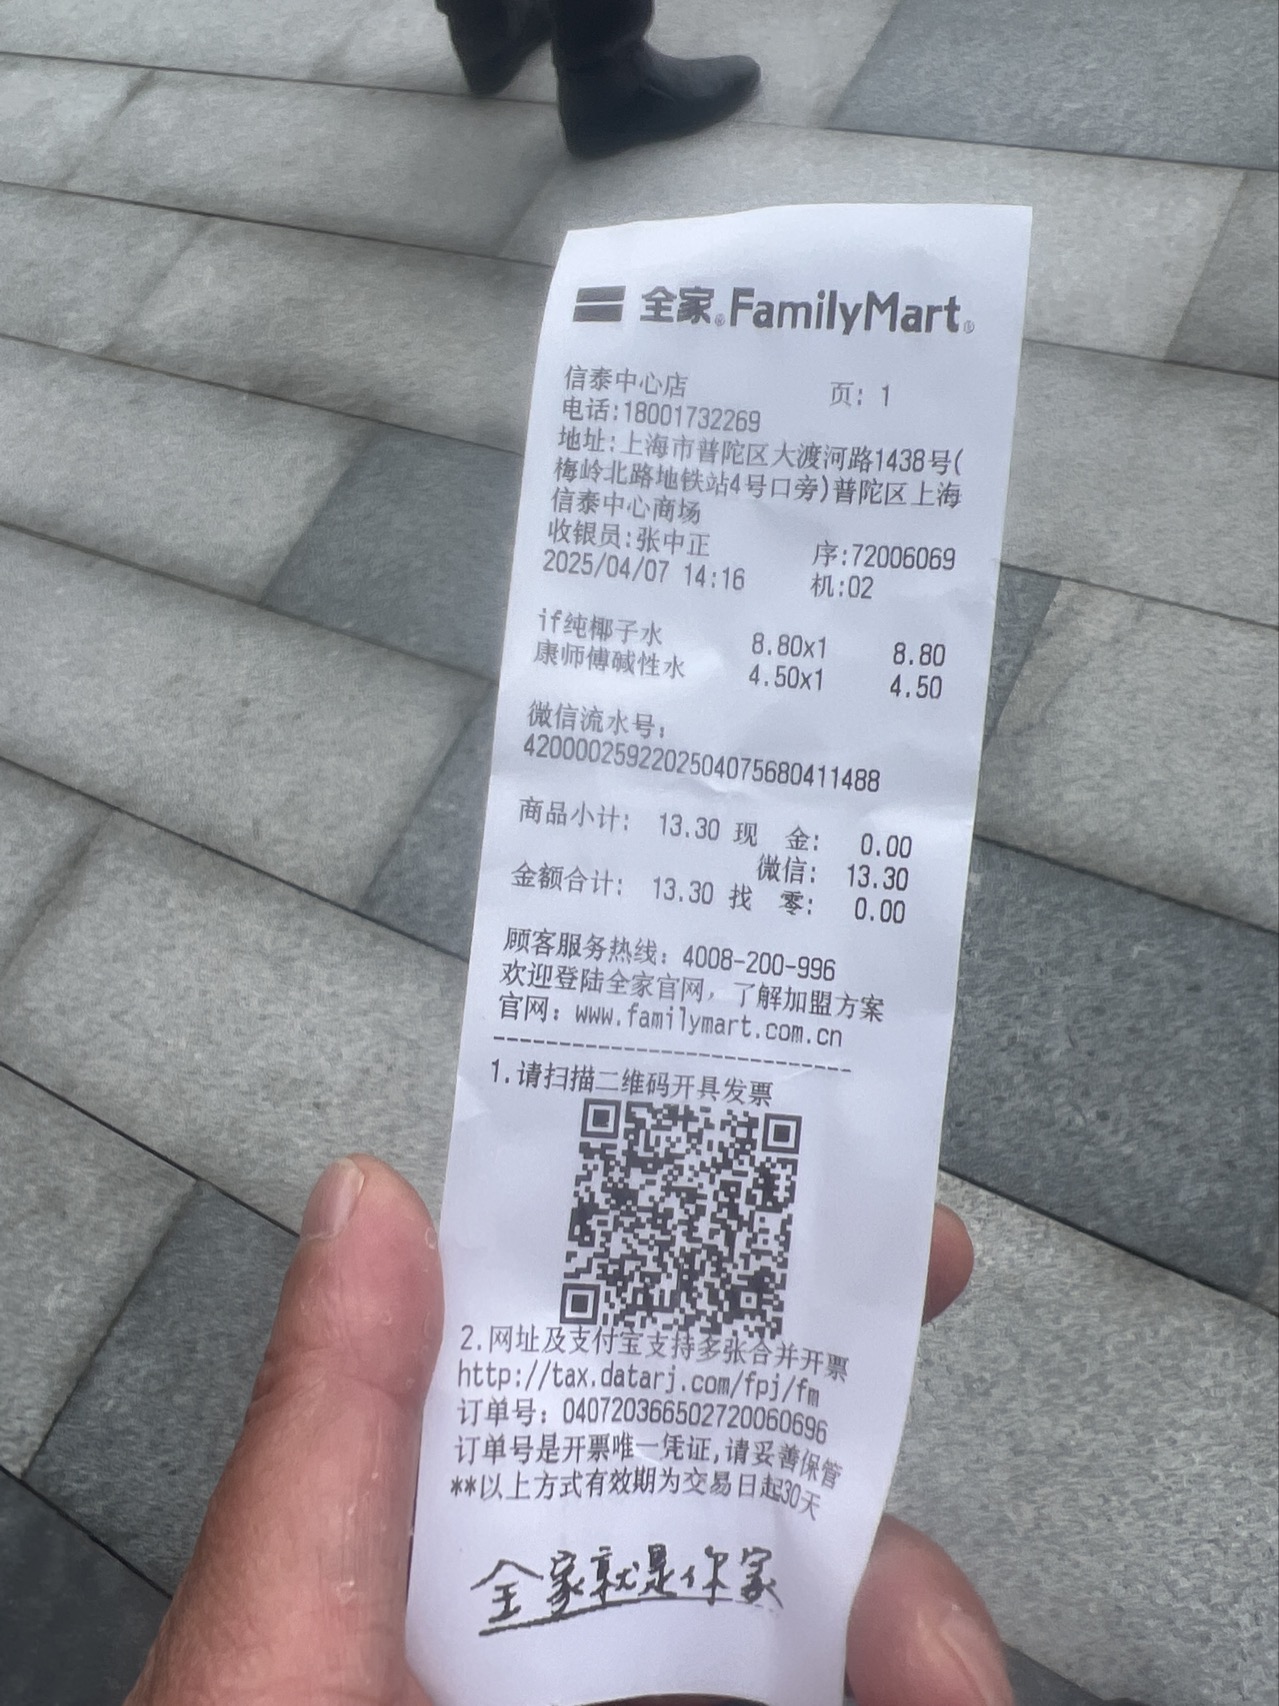 全家® FamilyMart®
信泰中心店 页: 1
电话:18001732269
地址:上海市普陀区大渡河路1438号(
梅岭北路地铁站4号口旁)普陀区上海
信泰中心商场
收银员:张中正 序:72006069
2025/04/07 14:16 机:02
if纯椰子水 8.80x1 8.80
康师傅碱性水 4.50x1 4.50
微信流水号:
4200002592202504075680411488
商品小计: 13.30 现 金: 0.00
微信: 13.30
金额合计: 13.30 找 零: 0.00
顾客服务热线: 4008-200-996
欢迎登陆全家官网, 了解加盟方案
官网: www.familymart.com.cn
1.请扫描二维码开具发票
2.网址及支付宝支持多张合并开票
http://tax.datarj.com/fpj/fm
订单号: 040720366502720060696
订单号是开票唯一凭证,请妥善保管
**以上方式有效期为交易日起30天
全家就是你家